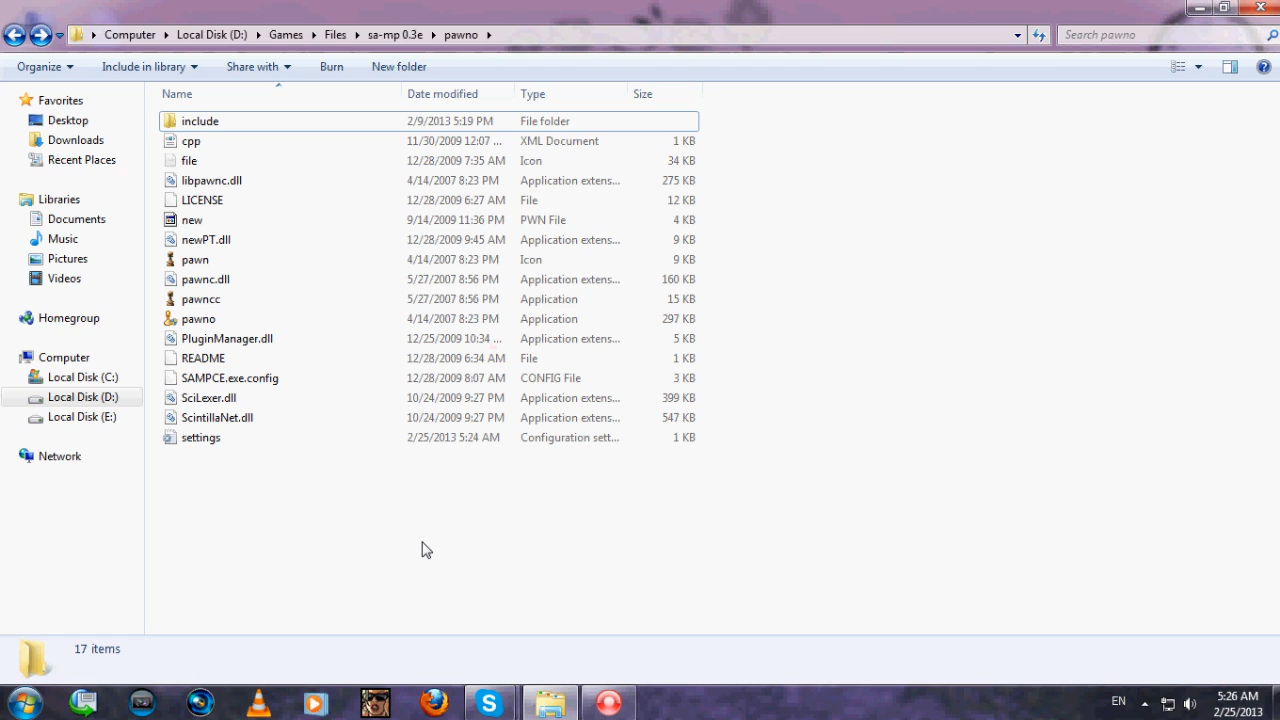 Computer Local Disk (D:) Games Files sa-mp 0.3e pawno Search pawno
Organize Include in library Share with Burn New folder
Name Date modified Type Size
Favorites
Desktop
Downloads
Recent Places
Libraries
Documents
Music
Pictures
Videos
Homegroup
Computer
Local Disk (C:)
Local Disk (D:)
Local Disk (E:)
Network
include 2/9/2013 5:19 PM File folder
cpp 11/30/2009 12:07 ... XML Document 1 KB
file 12/28/2009 7:35 AM Icon 34 KB
libpawnc.dll 4/14/2007 8:23 PM Application extens... 275 KB
LICENSE 12/28/2009 6:27 AM File 12 KB
new 9/14/2009 11:36 PM PWN File 4 KB
newPT.dll 12/28/2009 9:45 AM Application extens... 9 KB
pawn 4/14/2007 8:23 PM Icon 9 KB
pawnc.dll 5/27/2007 8:56 PM Application extens... 160 KB
pawncc 5/27/2007 8:56 PM Application 15 KB
pawno 4/14/2007 8:23 PM Application 297 KB
PluginManager.dll 12/25/2009 10:34 ... Application extens... 5 KB
README 12/28/2009 6:34 AM File 1 KB
SAMPCE.exe.config 12/28/2009 8:07 AM CONFIG File 3 KB
SciLexer.dll 10/24/2009 9:27 PM Application extens... 399 KB
ScintillaNet.dll 10/24/2009 9:27 PM Application extens... 547 KB
settings 2/25/2013 5:24 AM Configuration sett... 1 KB
17 items
EN 5:26 AM
2/25/2013